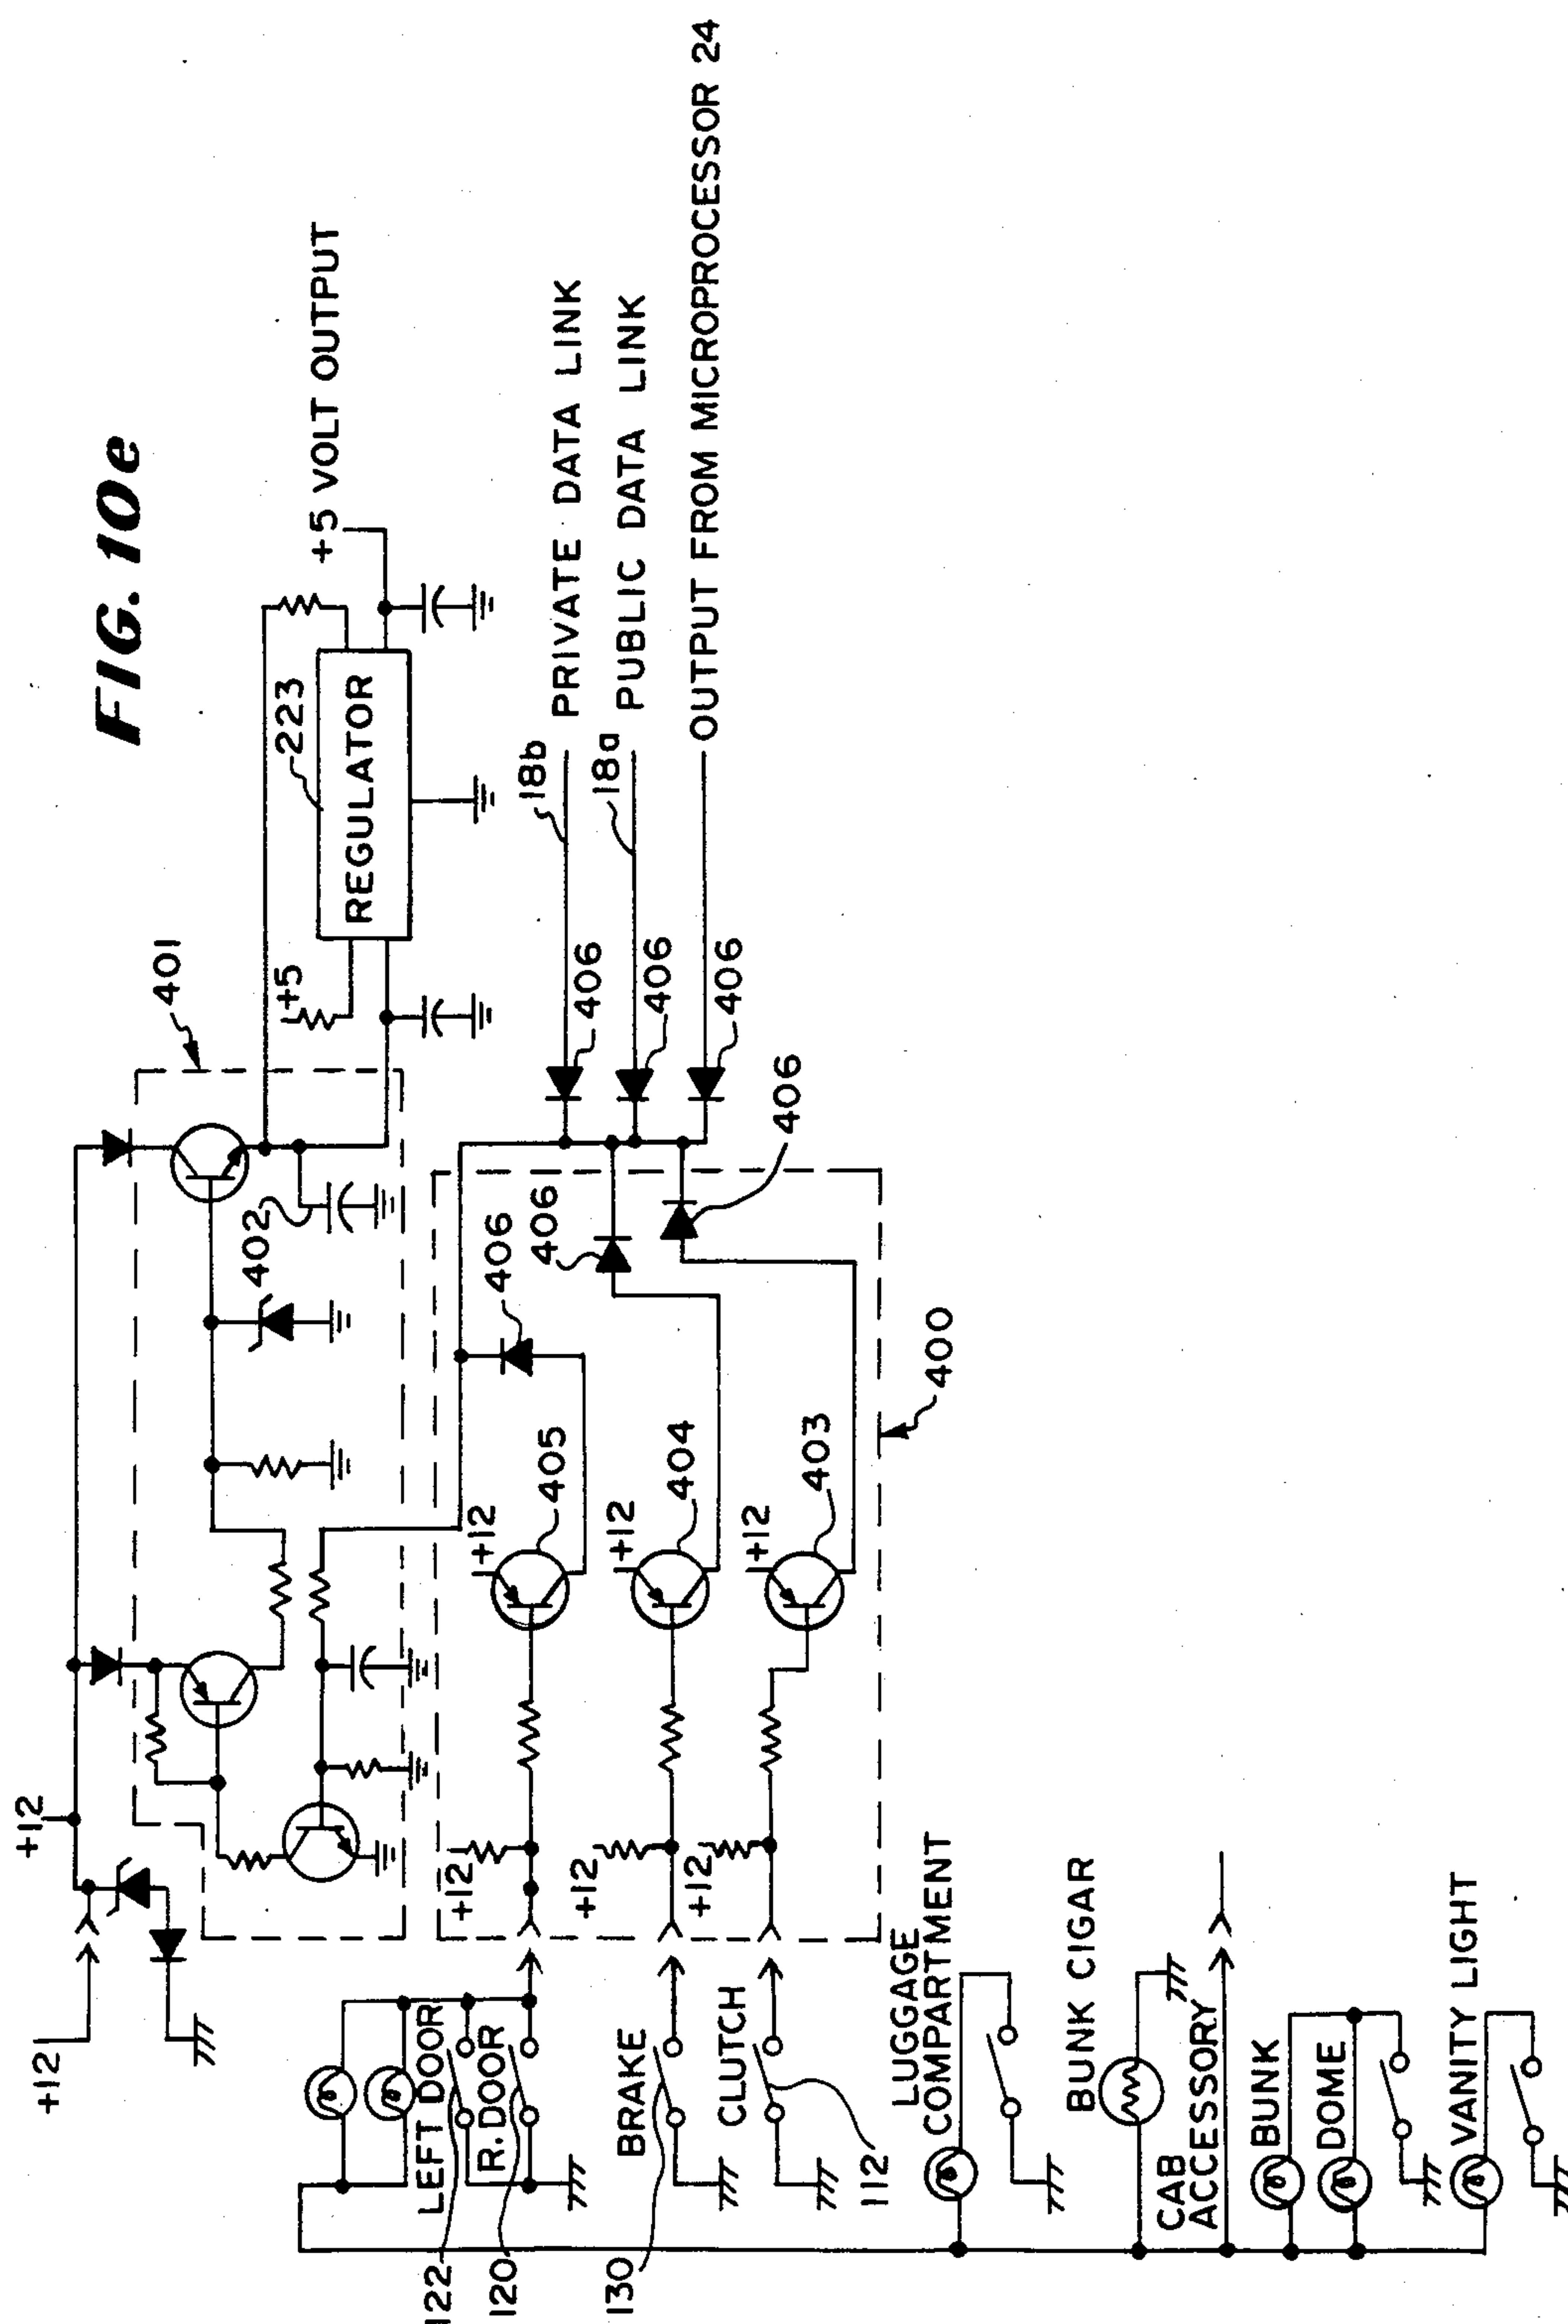 FIG. 10e
+12
+12
401
+5
223
REGULATOR
+5 VOLT OUTPUT
402
18b
PRIVATE DATA LINK
18a
PUBLIC DATA LINK
OUTPUT FROM MICROPROCESSOR 24
406
406
406
406
406
406
+12
+12
405
+12
+12
404
+12
+12
403
400
LEFT DOOR
R. DOOR
122
120
BRAKE
130
CLUTCH
112
LUGGAGE
COMPARTMENT
BUNK CIGAR
CAB
ACCESSORY
BUNK
DOME
VANITY LIGHT